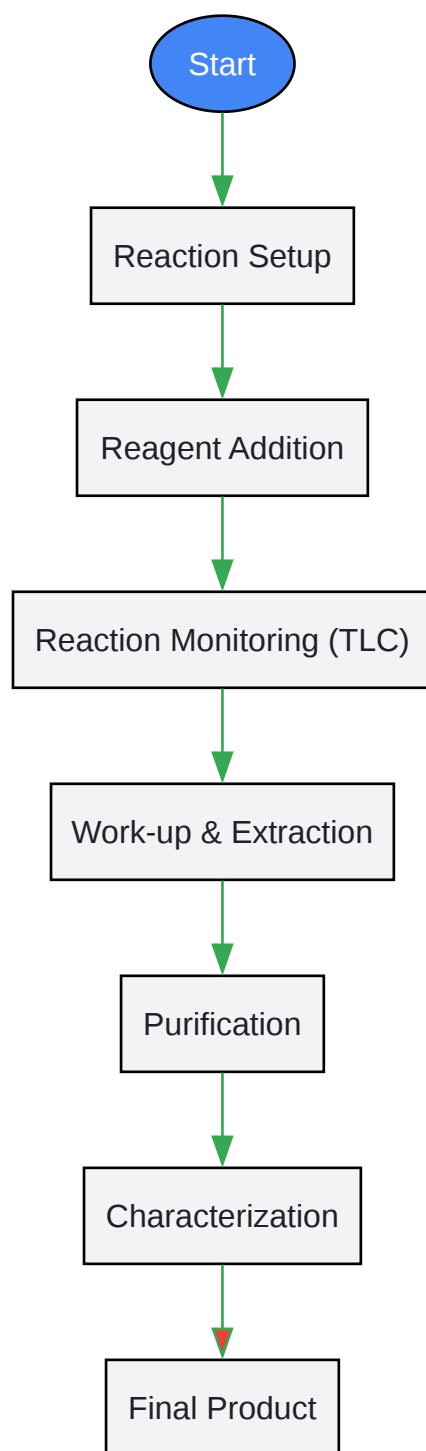 Start
Reaction Setup
Reagent Addition
Reaction Monitoring (TLC)
Work-up & Extraction
Purification
Characterization
Final Product